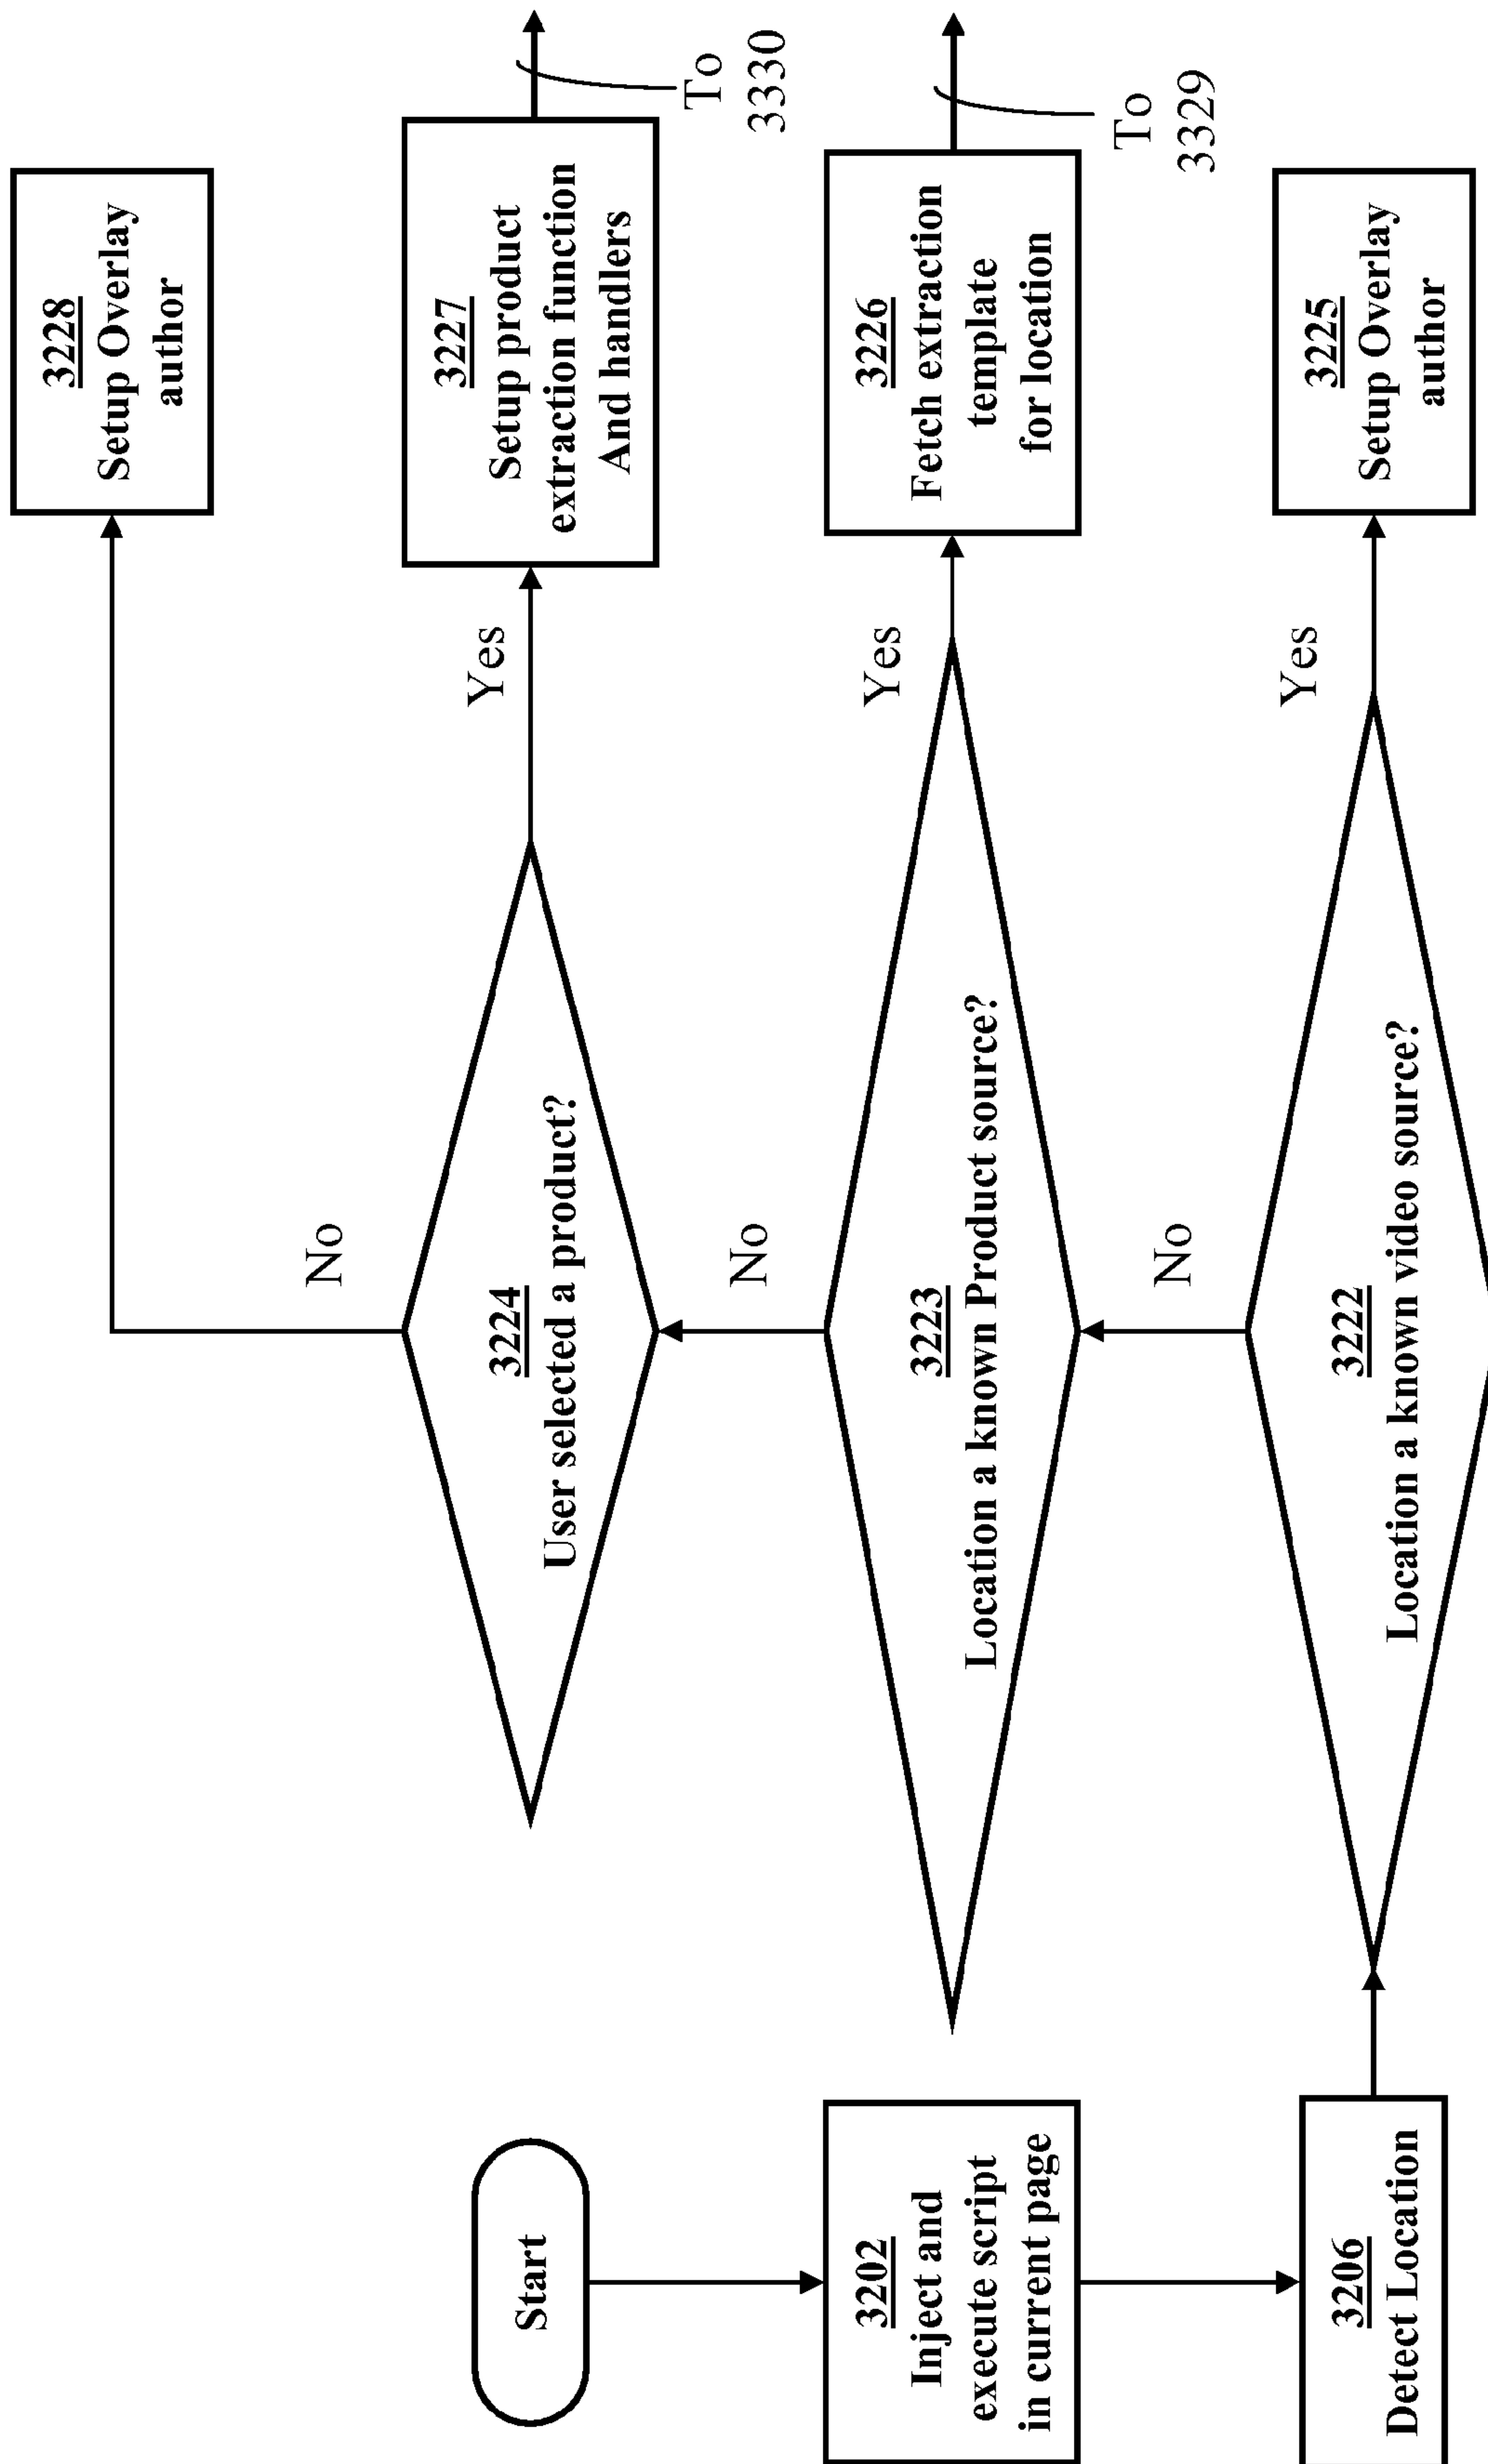 Start
3202
Inject and
execute script
in current page
3206
Detect Location
3224
User selected a product?
3223
Location a known Product source?
3222
Location a known video source?
No
No
No
Yes
Yes
Yes
3228
Setup Overlay
author
3227
Setup product
extraction function
And handlers
To
3330
3226
Fetch extraction
template
for location
To
3329
3225
Setup Overlay
author